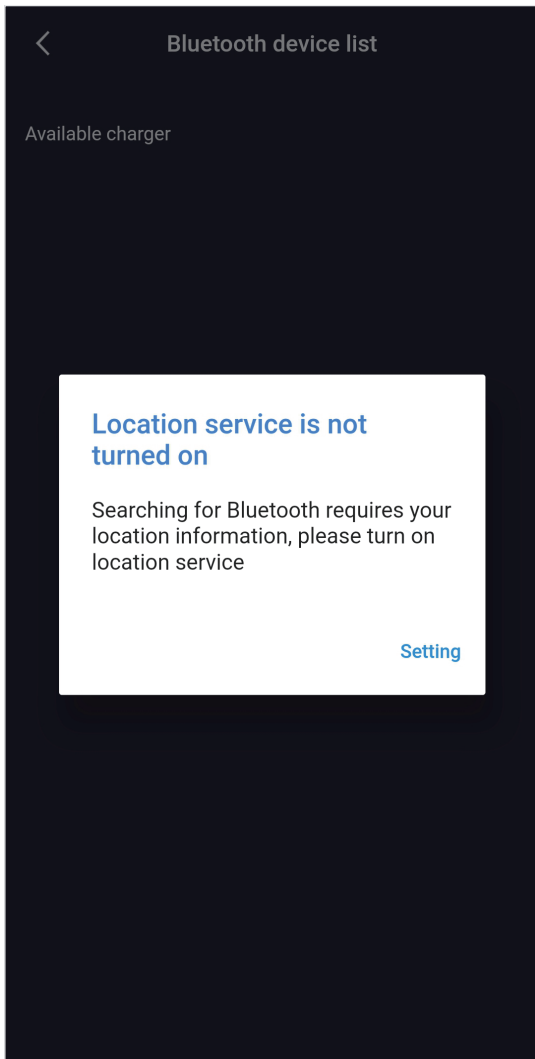 Bluetooth device list
Available charger
Location service is not
turned on
Searching for Bluetooth requires your
location information, please turn on
location service
Setting